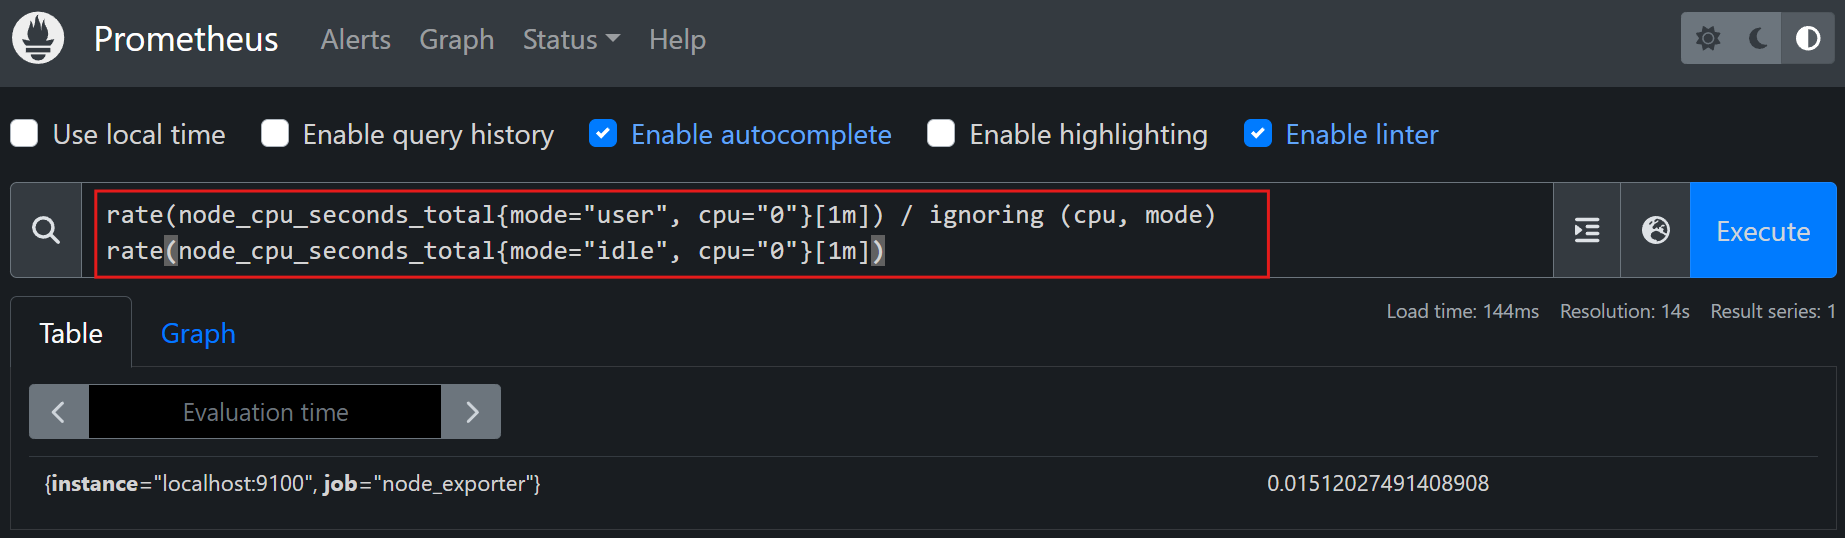 Prometheus Alerts Graph Status Help
Use local time Enable query history Enable autocomplete Enable highlighting Enable linter
rate(node_cpu_seconds_total{mode="user", cpu="0"}[1m]) / ignoring (cpu, mode)
rate(node_cpu_seconds_total{mode="idle", cpu="0"}[1m])
Execute
Load time: 144ms Resolution: 14s Result series: 1
Table Graph
Evaluation time
{instance="localhost:9100", job="node_exporter"} 0.01512027491408908